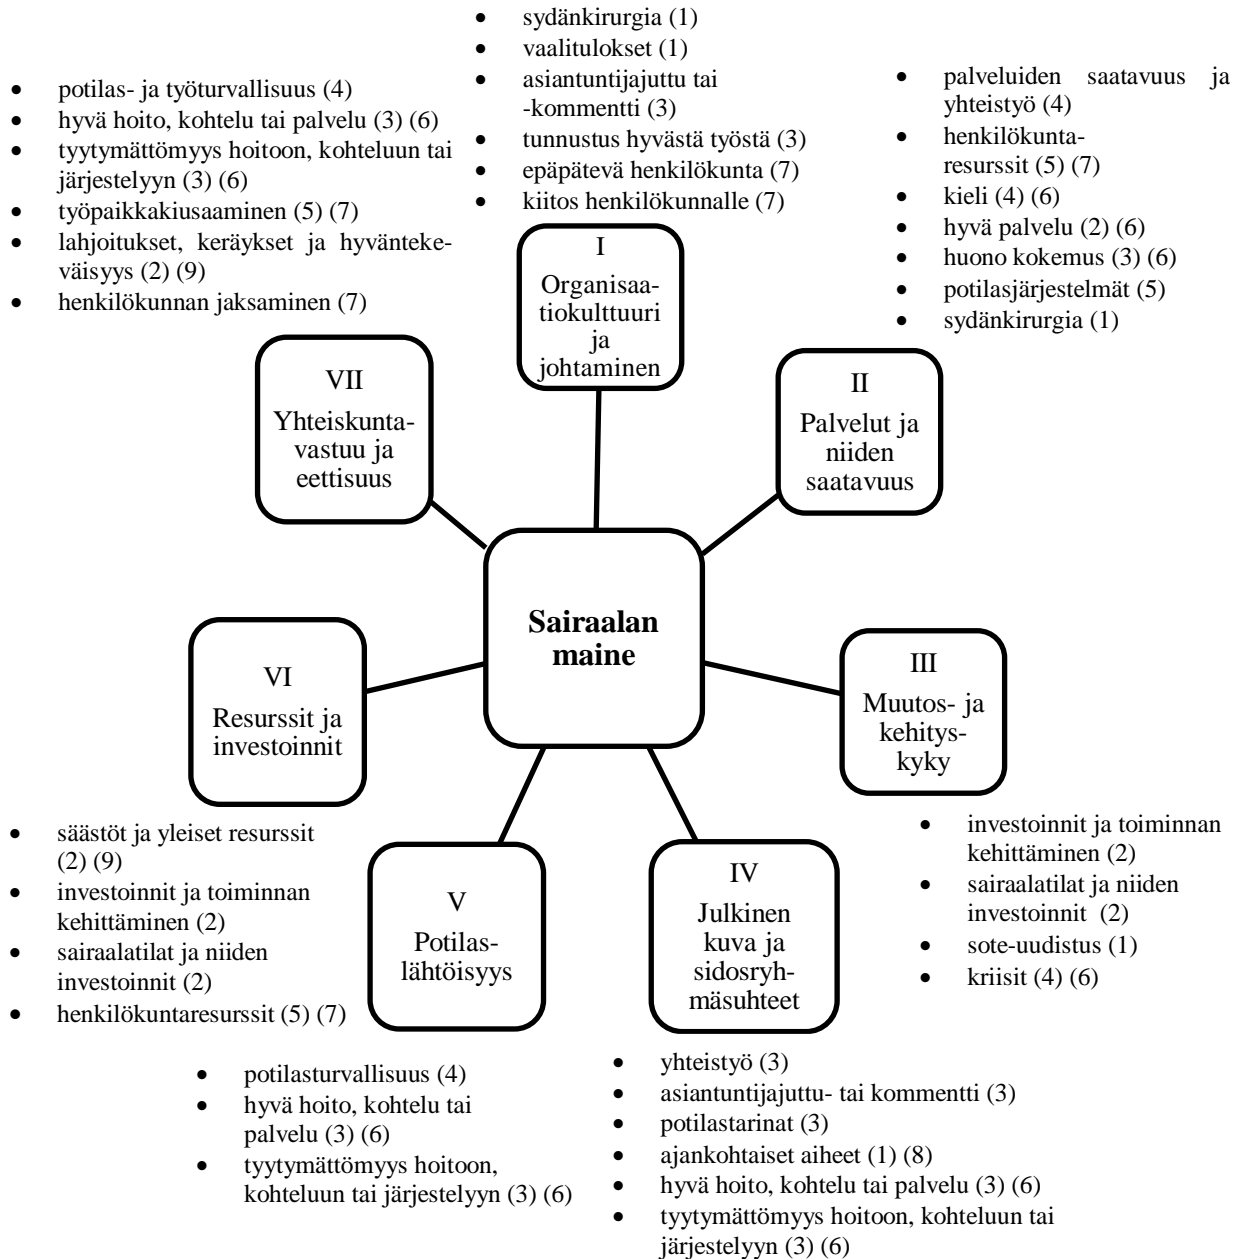 • sydänkirurgia (1)
• vaalitulokset (1)
• asiantuntijajuttu tai
-kommentti (3)
• tunnustus hyvästä työstä (3)
• epäpätevä henkilökunta (7)
• kiitos henkilökunnalle (7)
• potilas- ja työturvallisuus (4)
• hyvä hoito, kohtelu tai palvelu (3) (6)
• tyytymättömyys hoitoon, kohteluun tai
järjestelyyn (3) (6)
• työpaikkakiusaaminen (5) (7)
• lahjoitukset, keräykset ja hyvänteke-
väisyys (2) (9)
• henkilökunnan jaksaminen (7)
• palveluiden saatavuus ja
yhteistyö (4)
• henkilökunta-
resurssit (5) (7)
• kieli (4) (6)
• hyvä palvelu (2) (6)
• huono kokemus (3) (6)
• potilasjärjestelmät (5)
• sydänkirurgia (1)
I
Organisaa-
tiokulttuuri
ja
johtaminen
VII
Yhteiskunta-
vastuu ja
eettisuus
II
Palvelut ja
niiden
saatavuus
Sairaalan
maine
VI
Resurssit ja
investoinnit
III
Muutos- ja
kehitys-
kyky
V
Potilas-
lähtöisyys
IV
Julkinen
kuva ja
sidosryh-
mäsuhteet
• säästöt ja yleiset resurssit
(2) (9)
• investoinnit ja toiminnan
kehittäminen (2)
• sairaalatilat ja niiden
investoinnit (2)
• henkilökuntaresurssit (5) (7)
• investoinnit ja toiminnan
kehittäminen (2)
• sairaalatilat ja niiden
investoinnit (2)
• sote-uudistus (1)
• kriisit (4) (6)
• potilasturvallisuus (4)
• hyvä hoito, kohtelu tai
palvelu (3) (6)
• tyytymättömyys hoitoon,
kohteluun tai järjestelyyn (3) (6)
• yhteistyö (3)
• asiantuntijajuttu- tai kommentti (3)
• potilastarinat (3)
• ajankohtaiset aiheet (1) (8)
• hyvä hoito, kohtelu tai palvelu (3) (6)
• tyytymättömyys hoitoon, kohteluun tai
järjestelyyn (3) (6)